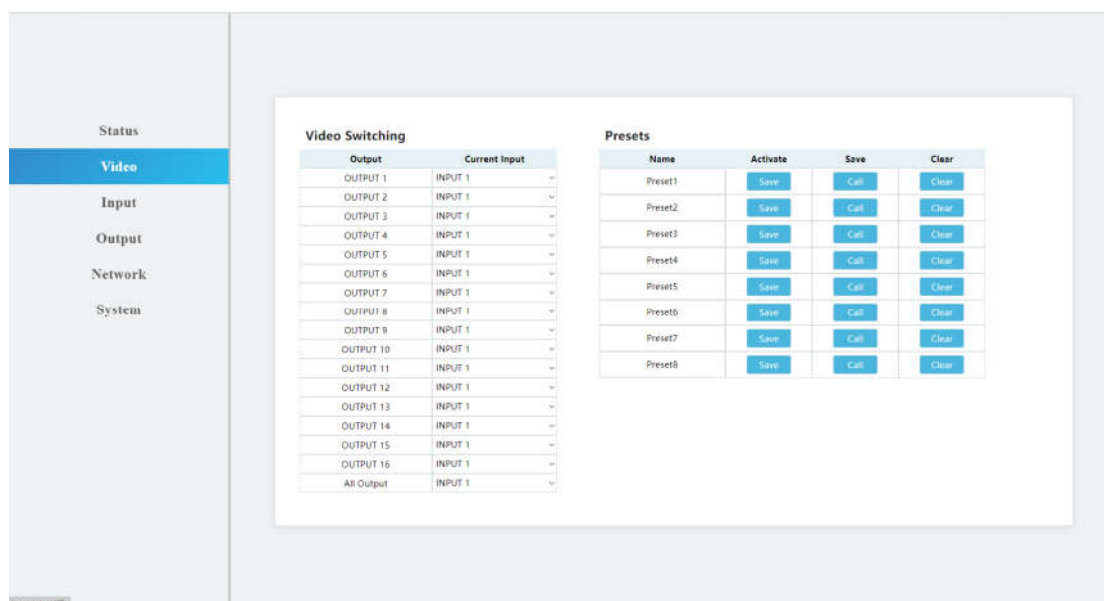 Status
Video
Input
Output
Network
System
Video Switching
Output Current Input
OUTPUT 1 INPUT 1
OUTPUT 2 INPUT 1
OUTPUT 3 INPUT 1
OUTPUT 4 INPUT 1
OUTPUT 5 INPUT 1
OUTPUT 6 INPUT 1
OUTPUT 7 INPUT 1
OUTPUT 8 INPUT 1
OUTPUT 9 INPUT 1
OUTPUT 10 INPUT 1
OUTPUT 11 INPUT 1
OUTPUT 12 INPUT 1
OUTPUT 13 INPUT 1
OUTPUT 14 INPUT 1
OUTPUT 15 INPUT 1
OUTPUT 16 INPUT 1
All Output INPUT 1
Presets
Name Activate Save Clear
Preset1 Save Call Clear
Preset2 Save Call Clear
Preset3 Save Call Clear
Preset4 Save Call Clear
Preset5 Save Call Clear
Preset6 Save Call Clear
Preset7 Save Call Clear
Preset8 Save Call Clear